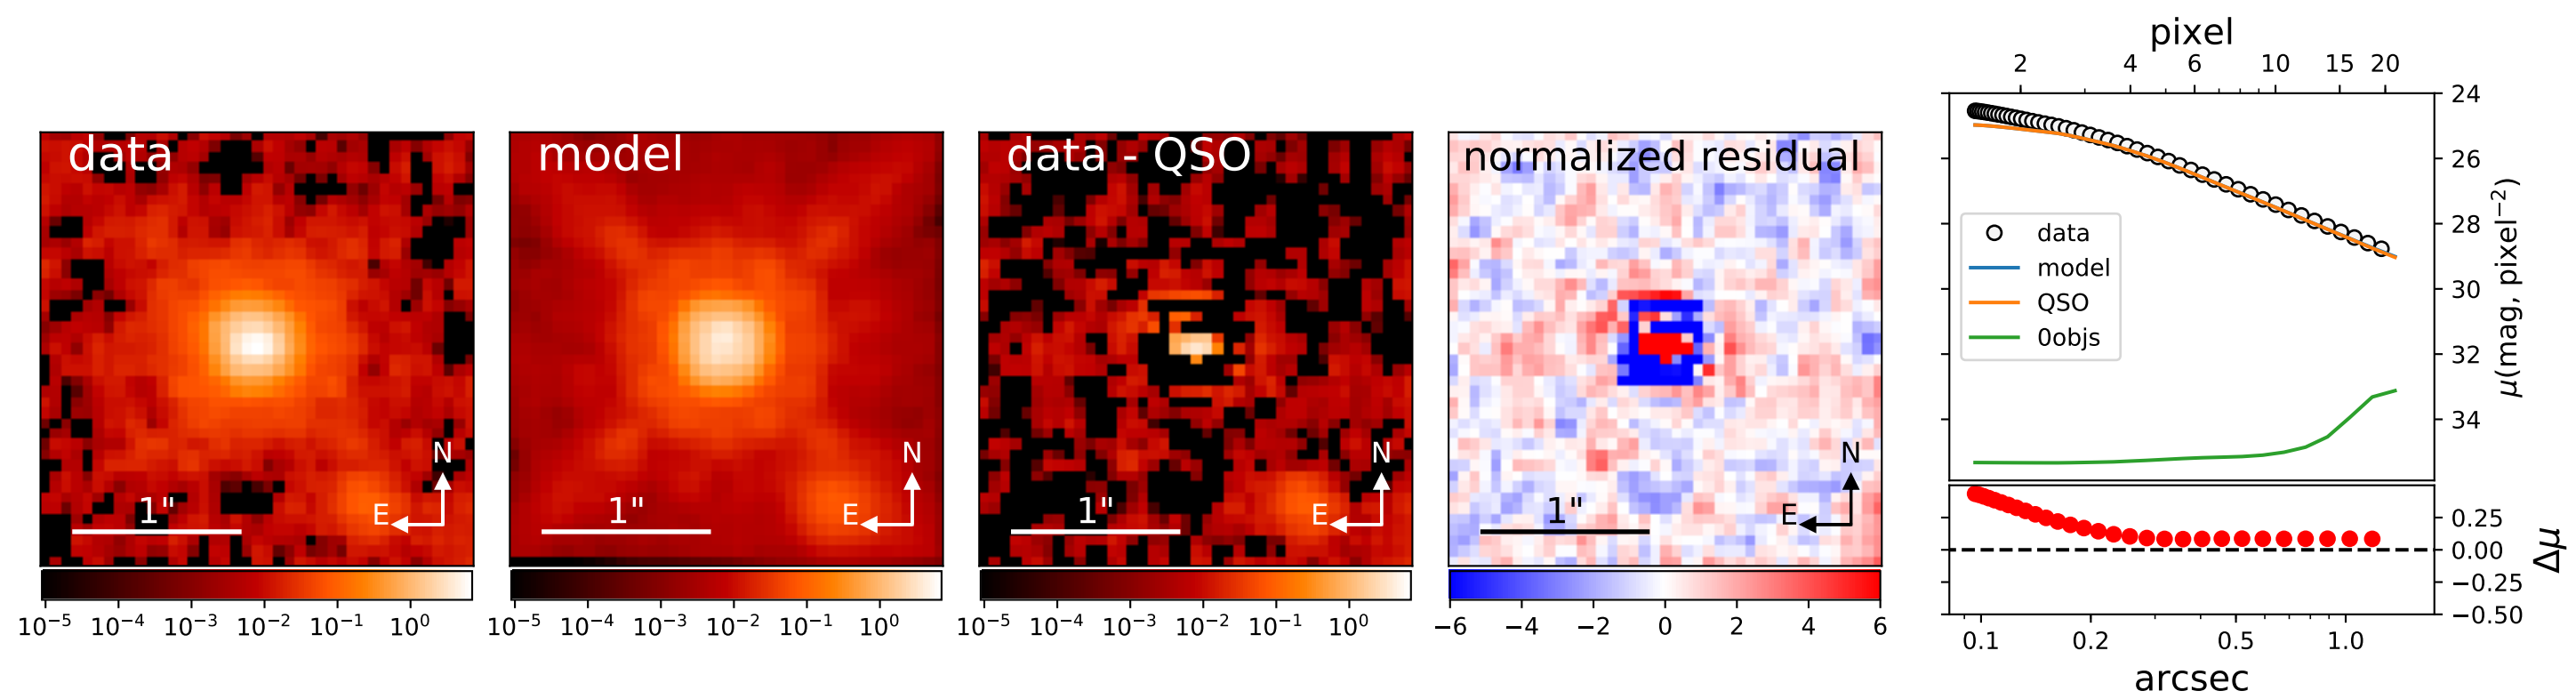 data
N
E
1"
10⁻⁵ 10⁻⁴ 10⁻³ 10⁻² 10⁻¹ 10⁰
model
N
E
1"
10⁻⁵ 10⁻⁴ 10⁻³ 10⁻² 10⁻¹ 10⁰
data - QSO
N
E
1"
10⁻⁵ 10⁻⁴ 10⁻³ 10⁻² 10⁻¹ 10⁰
normalized residual
N
E
1"
−6 −4 −2 0 2 4 6
pixel
2 4 6 10 15 20
24
26
28
30
32
34
μ(mag, pixel⁻²)
data
model
QSO
0objs
0.25
0.00
−0.25
−0.50
Δμ
0.1 0.2 0.5 1.0
arcsec